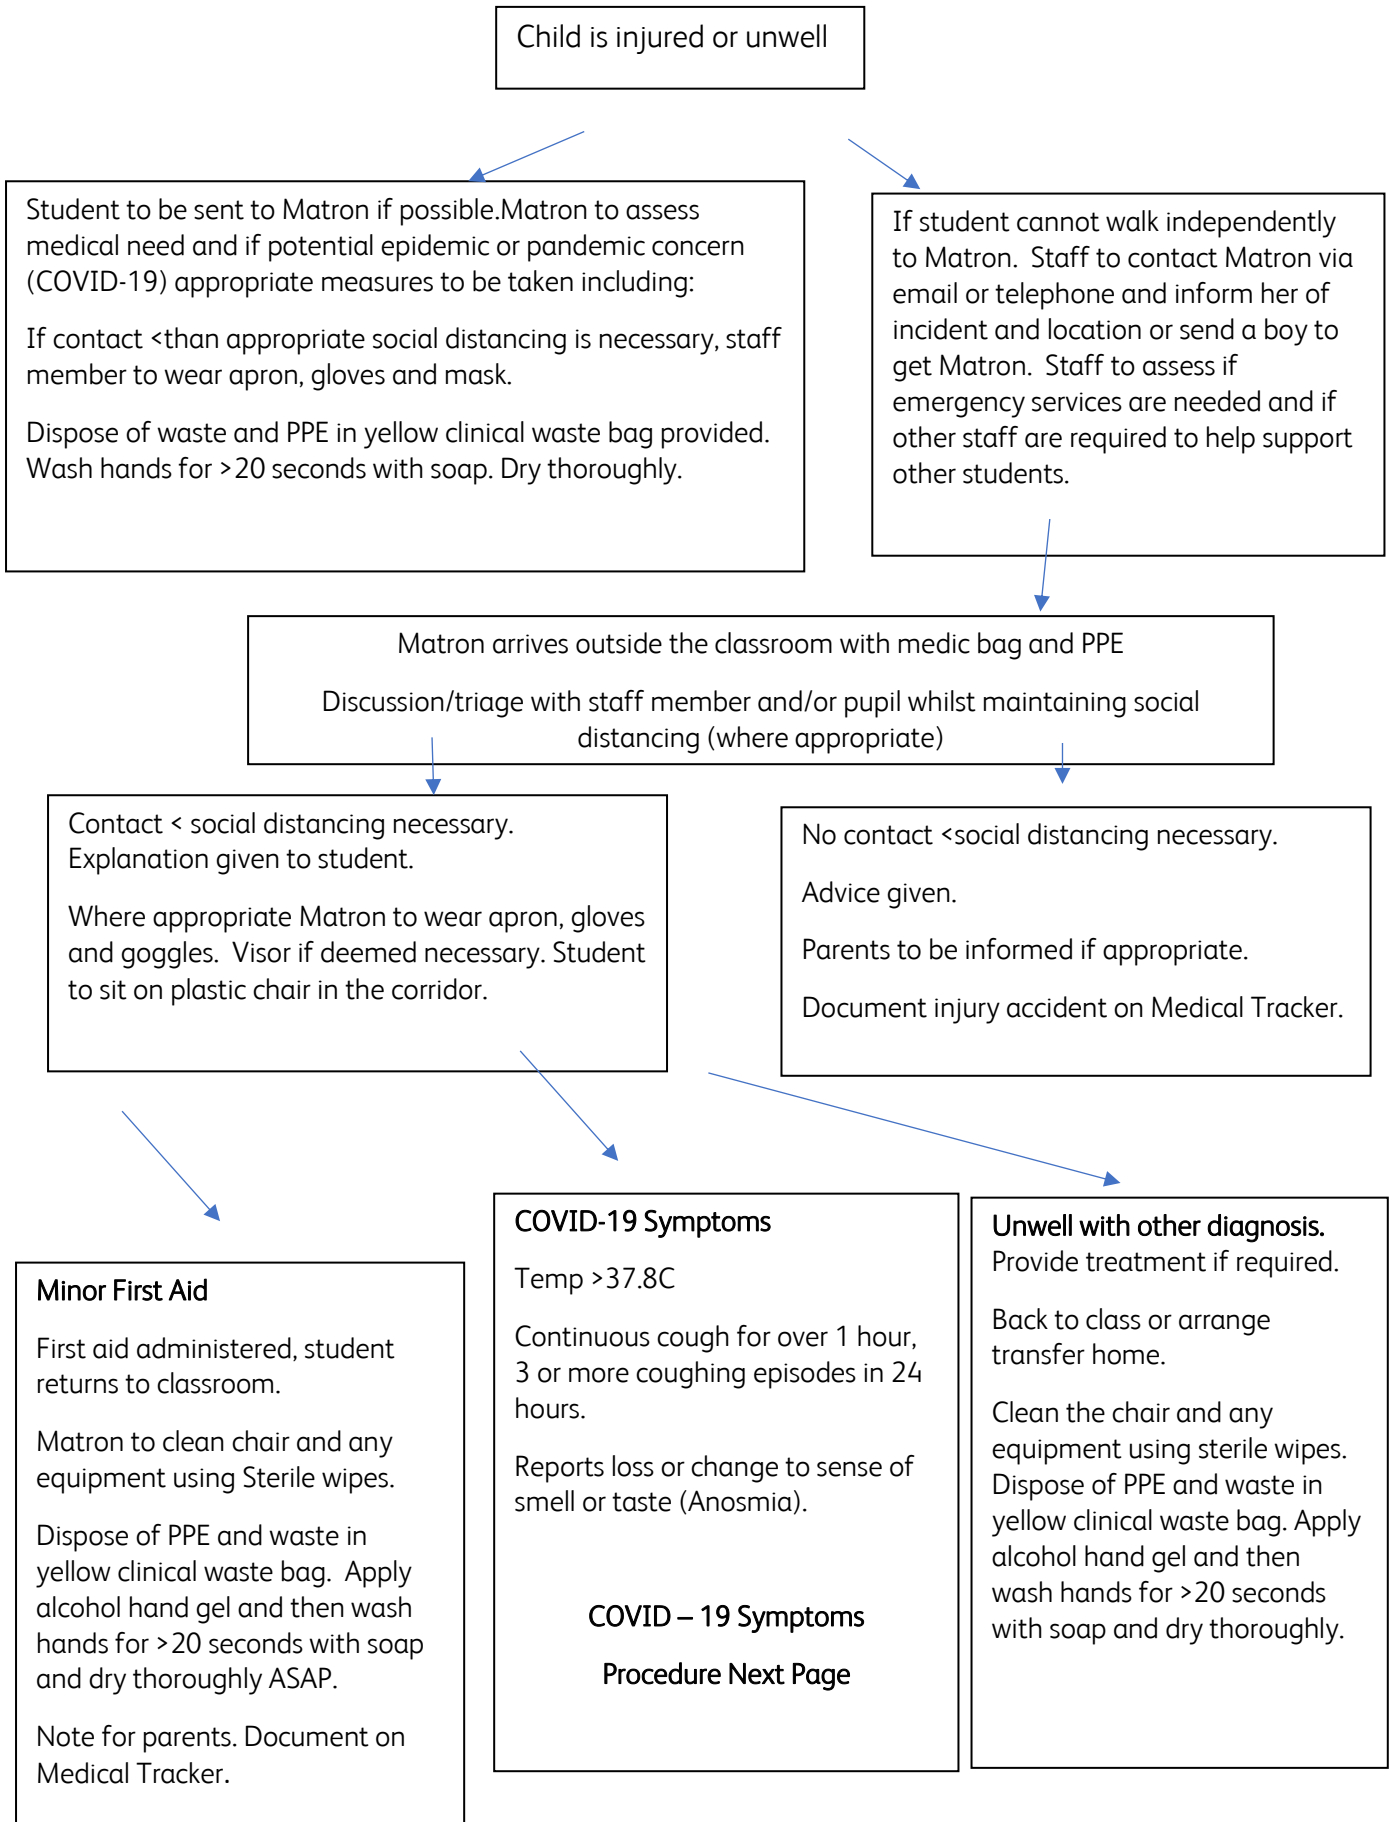 Child is injured or unwell
Student to be sent to Matron if possible.Matron to assess
medical need and if potential epidemic or pandemic concern
(COVID-19) appropriate measures to be taken including:
If contact <than appropriate social distancing is necessary, staff
member to wear apron, gloves and mask.
Dispose of waste and PPE in yellow clinical waste bag provided.
Wash hands for >20 seconds with soap. Dry thoroughly.
If student cannot walk independently
to Matron. Staff to contact Matron via
email or telephone and inform her of
incident and location or send a boy to
get Matron. Staff to assess if
emergency services are needed and if
other staff are required to help support
other students.
Matron arrives outside the classroom with medic bag and PPE
Discussion/triage with staff member and/or pupil whilst maintaining social
distancing (where appropriate)
Contact < social distancing necessary.
Explanation given to student.
Where appropriate Matron to wear apron, gloves
and goggles. Visor if deemed necessary. Student
to sit on plastic chair in the corridor.
No contact <social distancing necessary.
Advice given.
Parents to be informed if appropriate.
Document injury accident on Medical Tracker.
Minor First Aid
First aid administered, student
returns to classroom.
Matron to clean chair and any
equipment using Sterile wipes.
Dispose of PPE and waste in
yellow clinical waste bag. Apply
alcohol hand gel and then wash
hands for >20 seconds with soap
and dry thoroughly ASAP.
Note for parents. Document on
Medical Tracker.
COVID-19 Symptoms
Temp >37.8C
Continuous cough for over 1 hour,
3 or more coughing episodes in 24
hours.
Reports loss or change to sense of
smell or taste (Anosmia).
COVID – 19 Symptoms
Procedure Next Page
Unwell with other diagnosis.
Provide treatment if required.
Back to class or arrange
transfer home.
Clean the chair and any
equipment using sterile wipes.
Dispose of PPE and waste in
yellow clinical waste bag. Apply
alcohol hand gel and then
wash hands for >20 seconds
with soap and dry thoroughly.